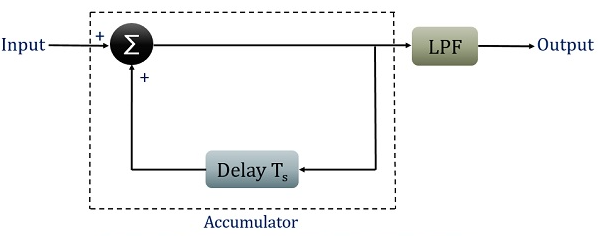 Input
+
Σ
+
LPF
Output
Delay Ts
Accumulator